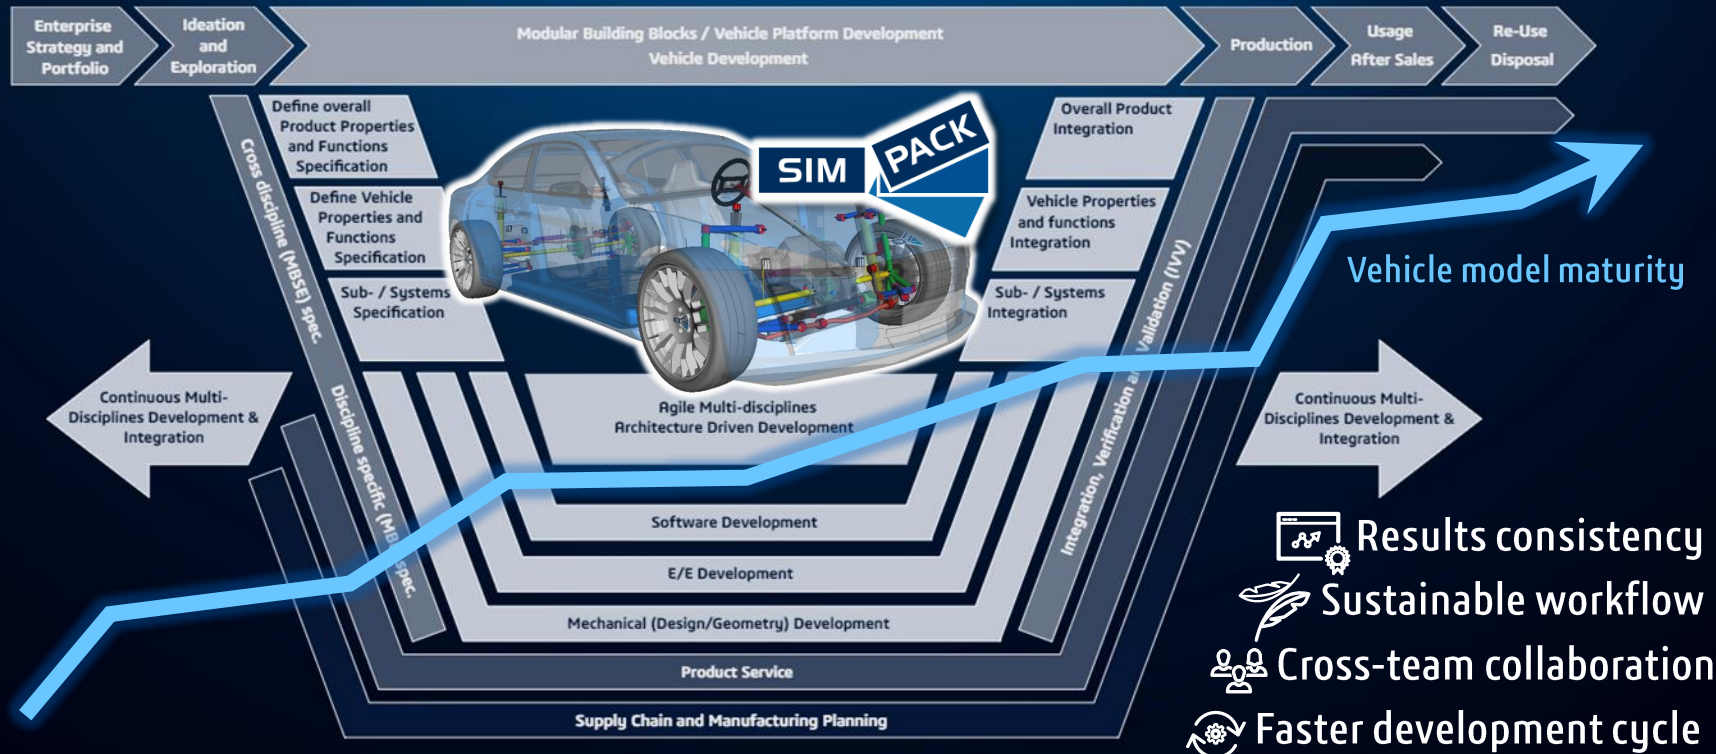 Enterprise
Strategy and
Portfolio
Ideation
and
Exploration
Modular Building Blocks / Vehicle Platform Development
Vehicle Development
Production
Usage
After Sales
Re-Use
Disposal
Define overall
Product Properties
and Functions
Specification
Define Vehicle
Properties and
Functions
Specification
Sub- / Systems
Specification
Cross discipline (MBSE) spec.
Discipline specific (MB spec.
SIM
PACK
Overall Product
Integration
Vehicle Properties
and functions
Integration
Sub- / Systems
Integration
Integration, Verification a Validation (IVV)
Vehicle model maturity
Continuous Multi-
Disciplines Development &
Integration
Agile Multi-disciplines
Architecture Driven Development
Continuous Multi-
Disciplines Development &
Integration
Software Development
E/E Development
Mechanical (Design/Geometry) Development
Product Service
Supply Chain and Manufacturing Planning
Results consistency
Sustainable workflow
Cross-team collaboration
Faster development cycle